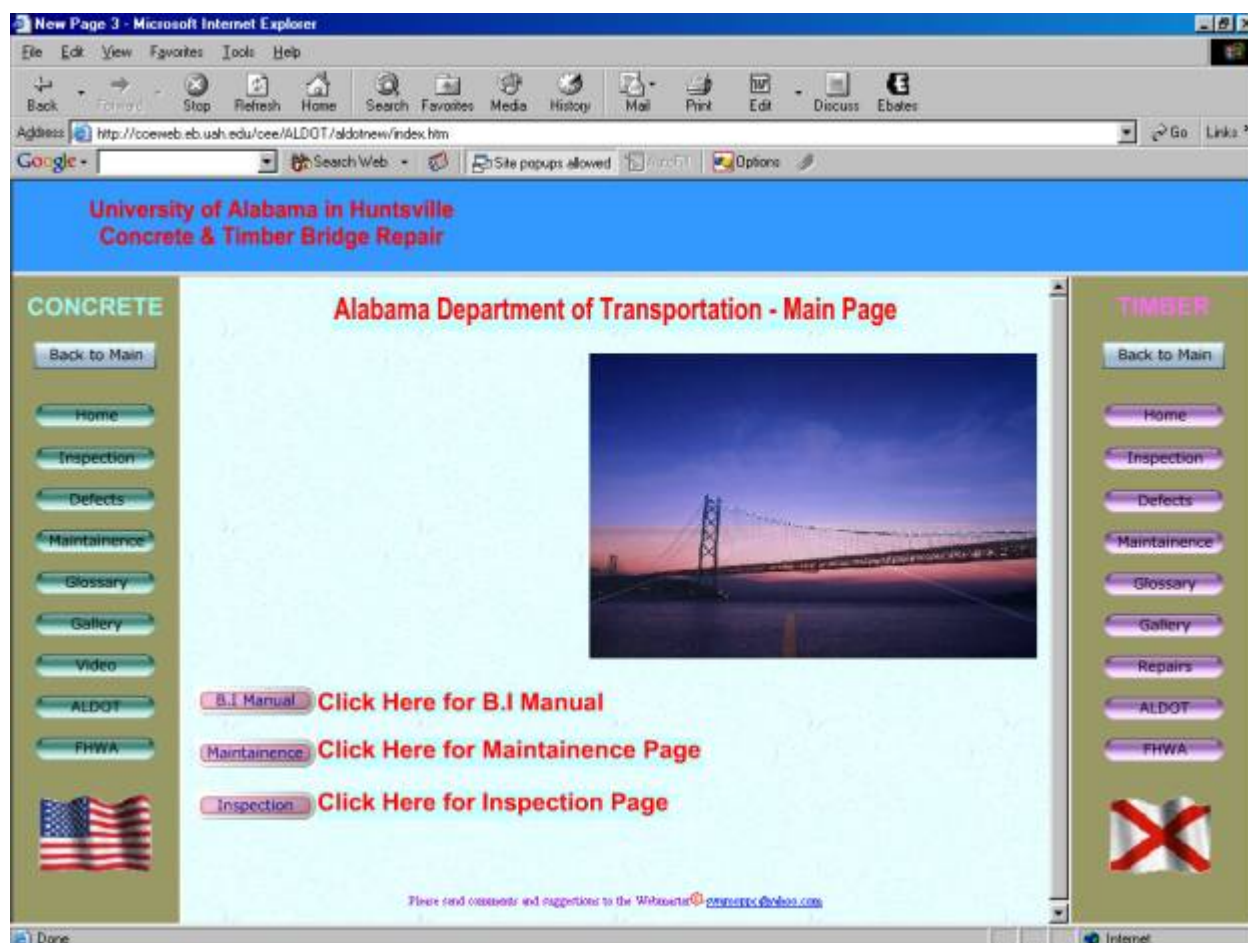 New Page 3 - Microsoft Internet Explorer
File Edit View Favorites Tools Help
Back Forward Stop Refresh Home Search Favorites Media History Mail Print Edit Discuss Ebates
Address http://coeweb.eb.uah.edu/cee/ALDOT/aldotnew/index.htm Go Links
Google Search Web Site popups allowed AutoFill Options
University of Alabama in Huntsville
Concrete & Timber Bridge Repair
CONCRETE
Back to Main
Home
Inspection
Defects
Maintainence
Glossary
Gallery
Video
ALDOT
FHWA
Alabama Department of Transportation - Main Page
B.I Manual Click Here for B.I Manual
Maintainence Click Here for Maintainence Page
Inspection Click Here for Inspection Page
Please send comments and suggestions to the Webmaster
TIMBER
Back to Main
Home
Inspection
Defects
Maintainence
Glossary
Gallery
Repairs
ALDOT
FHWA
Done Internet